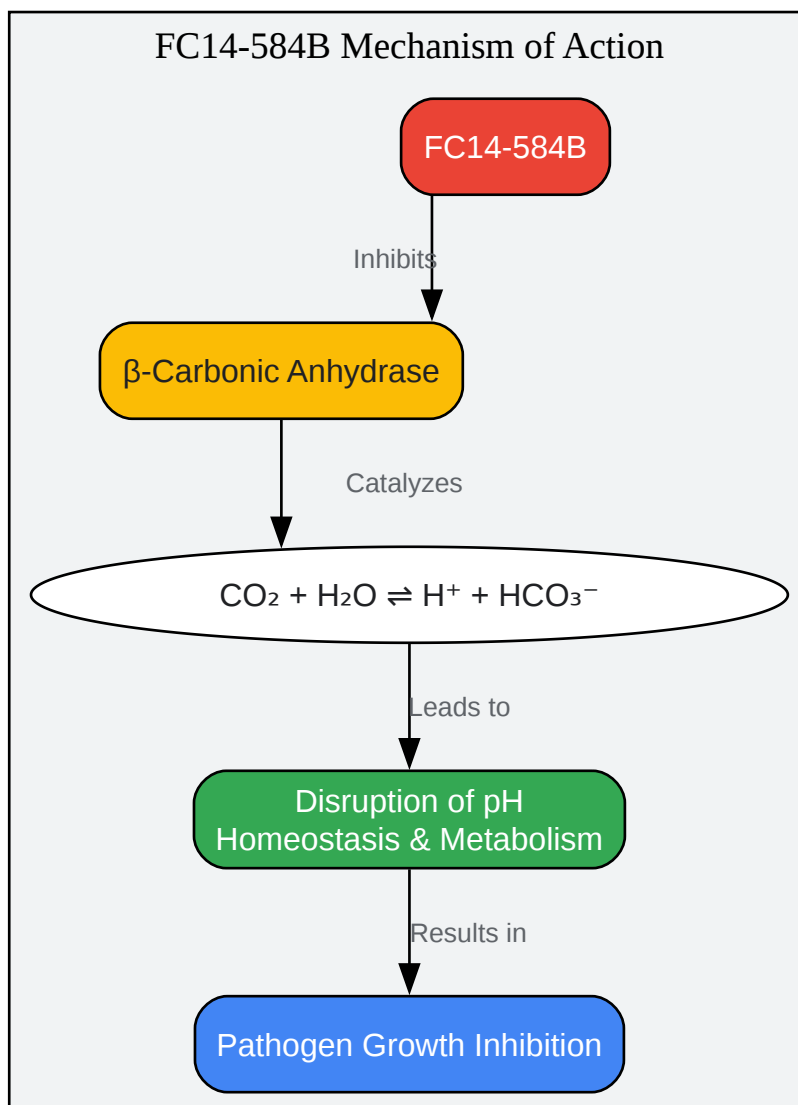 FC14-584B Mechanism of Action
FC14-584B
Inhibits
β-Carbonic Anhydrase
Catalyzes
CO₂ + H₂O ⇌ H⁺ + HCO₃⁻
Leads to
Disruption of pH
Homeostasis & Metabolism
Results in
Pathogen Growth Inhibition